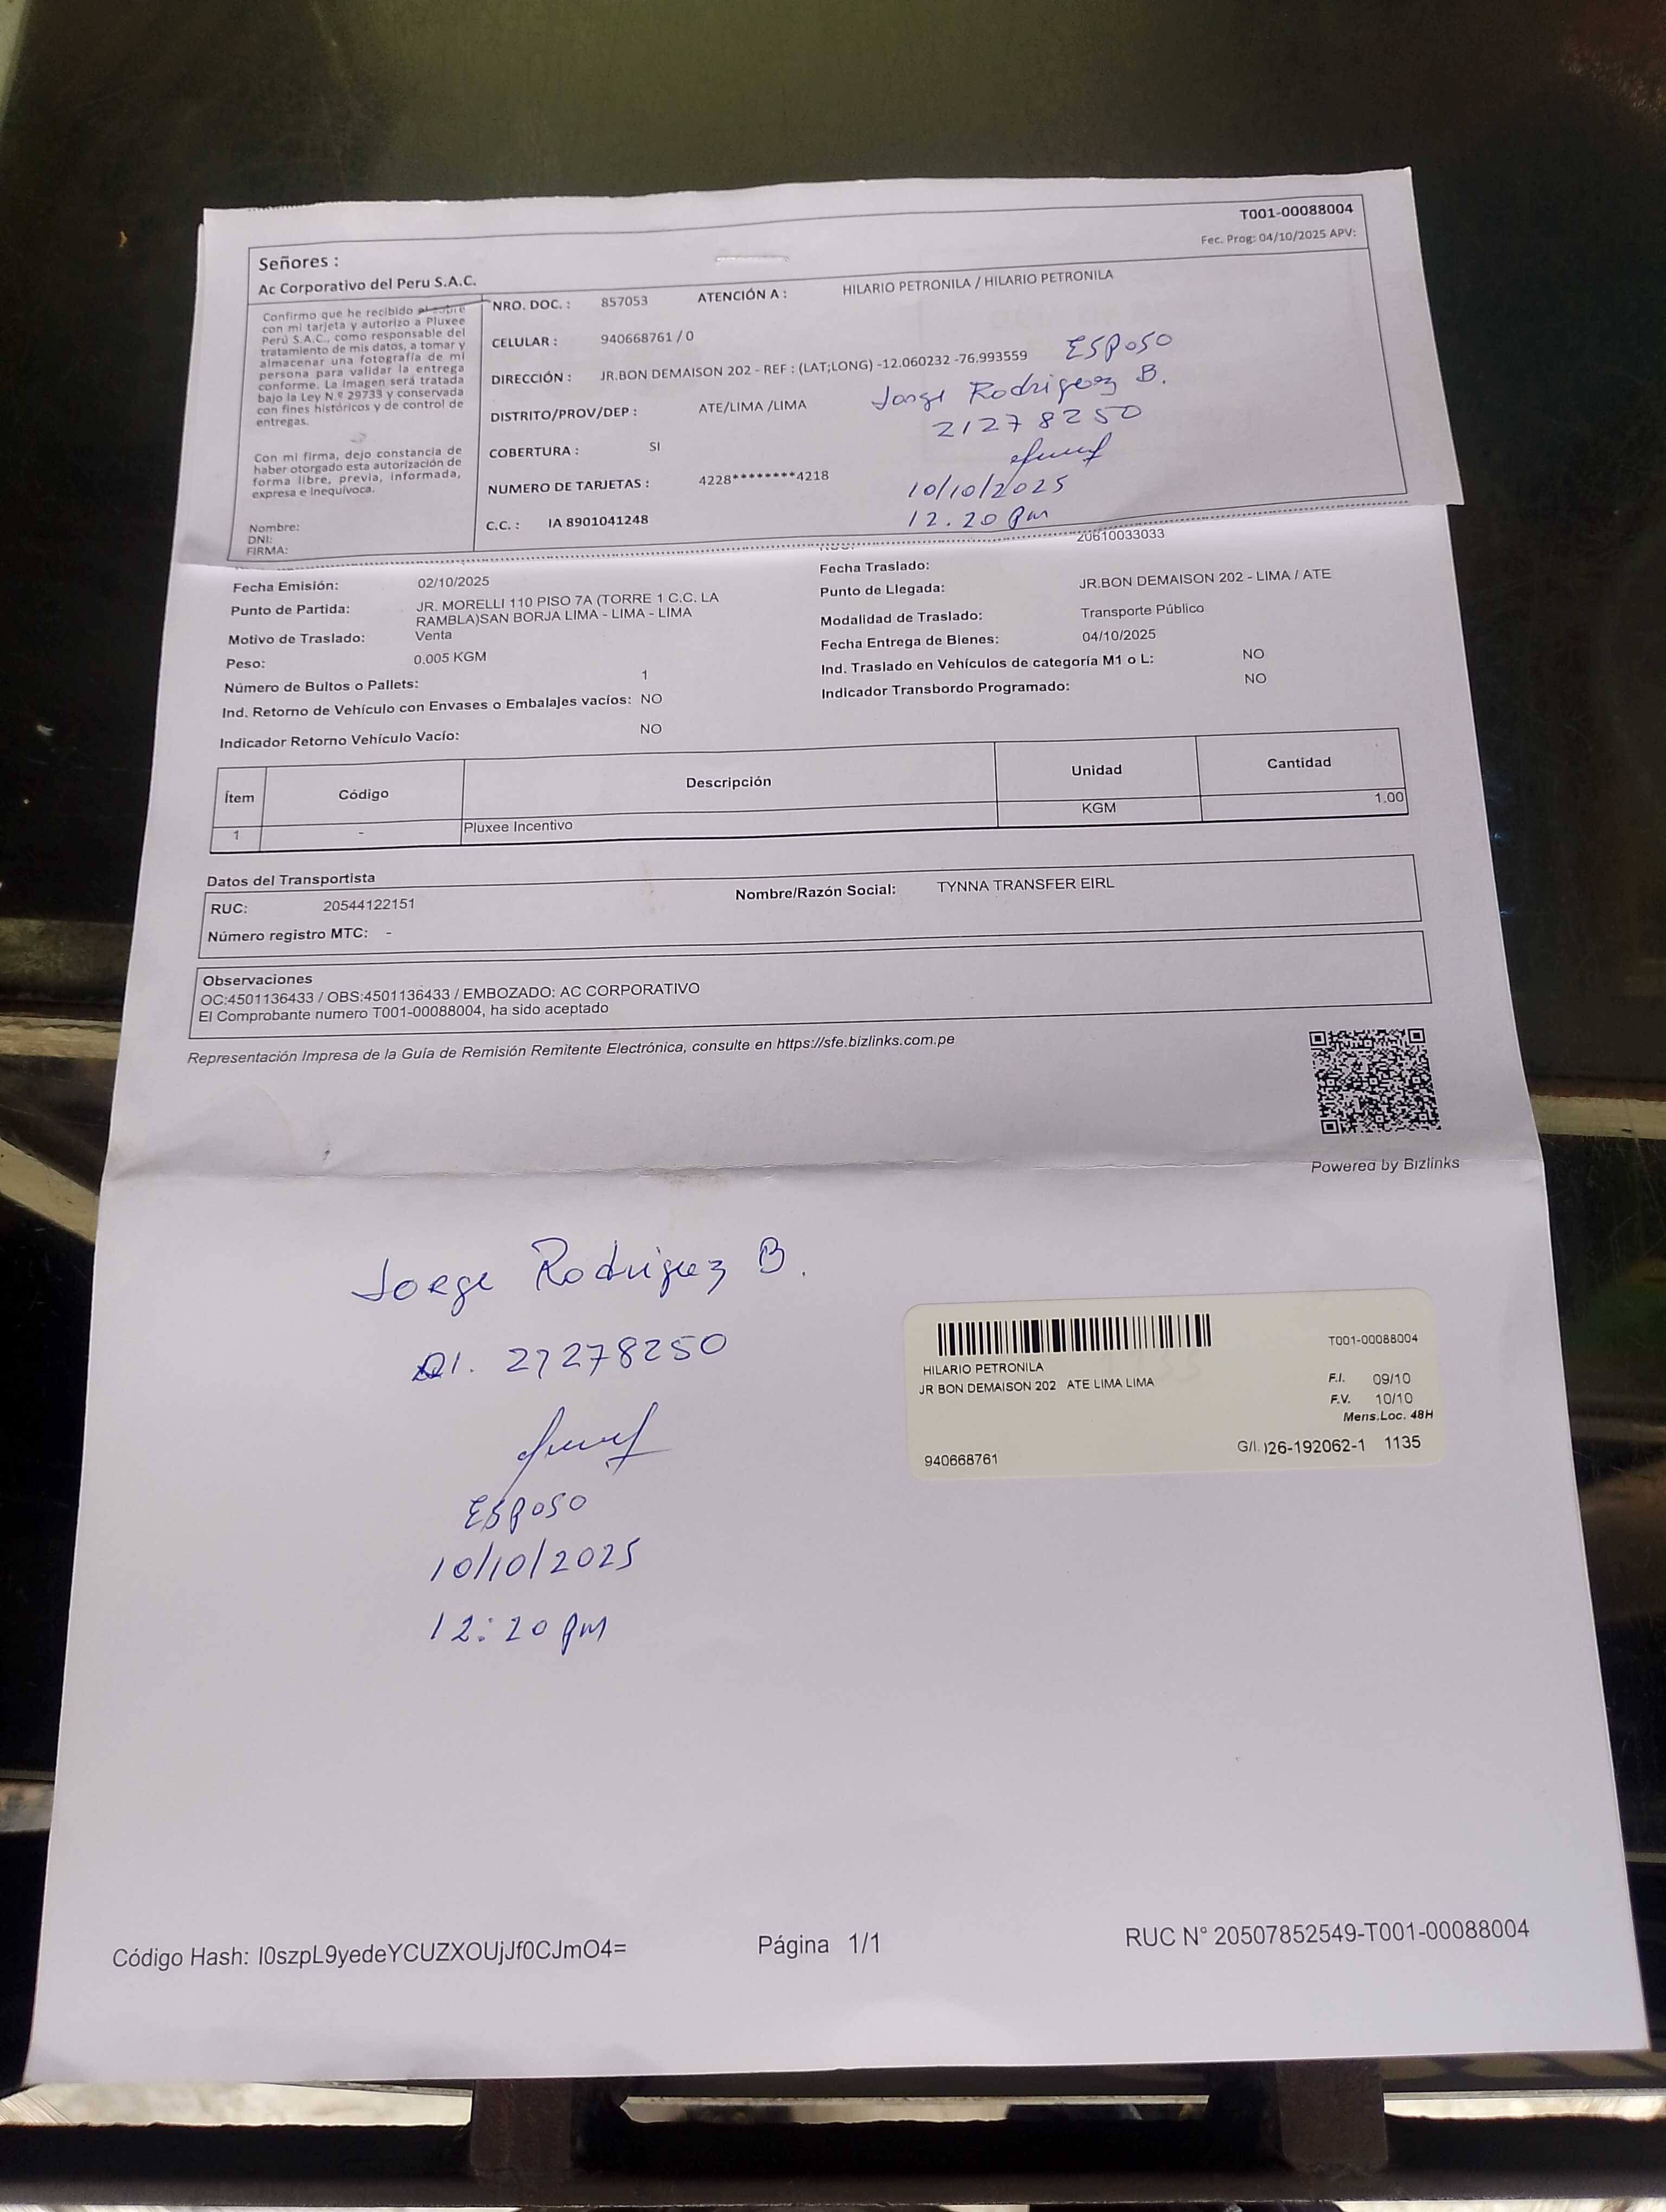 T001-00088004
Fec. Prog: 04/10/2025 APV:
Señores :
Ac Corporativo del Peru S.A.C.
Confirmo que he recibido el sobre
con mi tarjeta y autorizo a Pluxee
Perú S.A.C., como responsable del
tratamiento de mis datos, a tomar y
almacenar una fotografía de mi
persona para validar la entrega
conforme. La imagen será tratada
bajo la Ley N.º 29733 y conservada
con fines históricos y de control de
entregas.
Con mi firma, dejo constancia de
haber otorgado esta autorización de
forma libre, previa, informada,
expresa e inequívoca.
Nombre:
DNI:
FIRMA:
NRO. DOC. : 857053 ATENCIÓN A : HILARIO PETRONILA / HILARIO PETRONILA
CELULAR : 940668761 / 0
DIRECCIÓN : JR.BON DEMAISON 202 - REF : (LAT;LONG) -12.060232 -76.993559
DISTRITO/PROV/DEP : ATE/LIMA /LIMA
COBERTURA : SI
NUMERO DE TARJETAS : 4228********4218
C.C. : IA 8901041248
ESPOSO
Jorge Rodriguez B.
21278250
10/10/2025
12.20 pm
20610033033
Fecha Emisión: 02/10/2025
Punto de Partida: JR. MORELLI 110 PISO 7A (TORRE 1 C.C. LA
RAMBLA)SAN BORJA LIMA - LIMA - LIMA
Motivo de Traslado: Venta
Peso: 0.005 KGM
Número de Bultos o Pallets: 1
Ind. Retorno de Vehículo con Envases o Embalajes vacíos: NO
Indicador Retorno Vehículo Vacío: NO
Fecha Traslado:
Punto de Llegada: JR.BON DEMAISON 202 - LIMA / ATE
Modalidad de Traslado: Transporte Público
Fecha Entrega de Bienes: 04/10/2025
Ind. Traslado en Vehículos de categoría M1 o L: NO
Indicador Transbordo Programado: NO
Ítem Código Descripción Unidad Cantidad
1 - Pluxee Incentivo KGM 1.00
Datos del Transportista
RUC: 20544122151 Nombre/Razón Social: TYNNA TRANSFER EIRL
Número registro MTC: -
Observaciones
OC:4501136433 / OBS:4501136433 / EMBOZADO: AC CORPORATIVO
El Comprobante numero T001-00088004, ha sido aceptado
Representación Impresa de la Guía de Remisión Remitente Electrónica, consulte en https://sfe.bizlinks.com.pe
Powered by Bizlinks
Jorge Rodriguez B.
21278250
ESPOSO
10/10/2025
12:20 pm
T001-00088004
HILARIO PETRONILA
JR BON DEMAISON 202 ATE LIMA LIMA
F.I. 09/10
F.V. 10/10
Mens.Loc. 48H
G/I. )26-192062-1 1135
940668761
Código Hash: I0szpL9yedeYCUZXOUjJf0CJmO4= Página 1/1 RUC N° 20507852549-T001-00088004